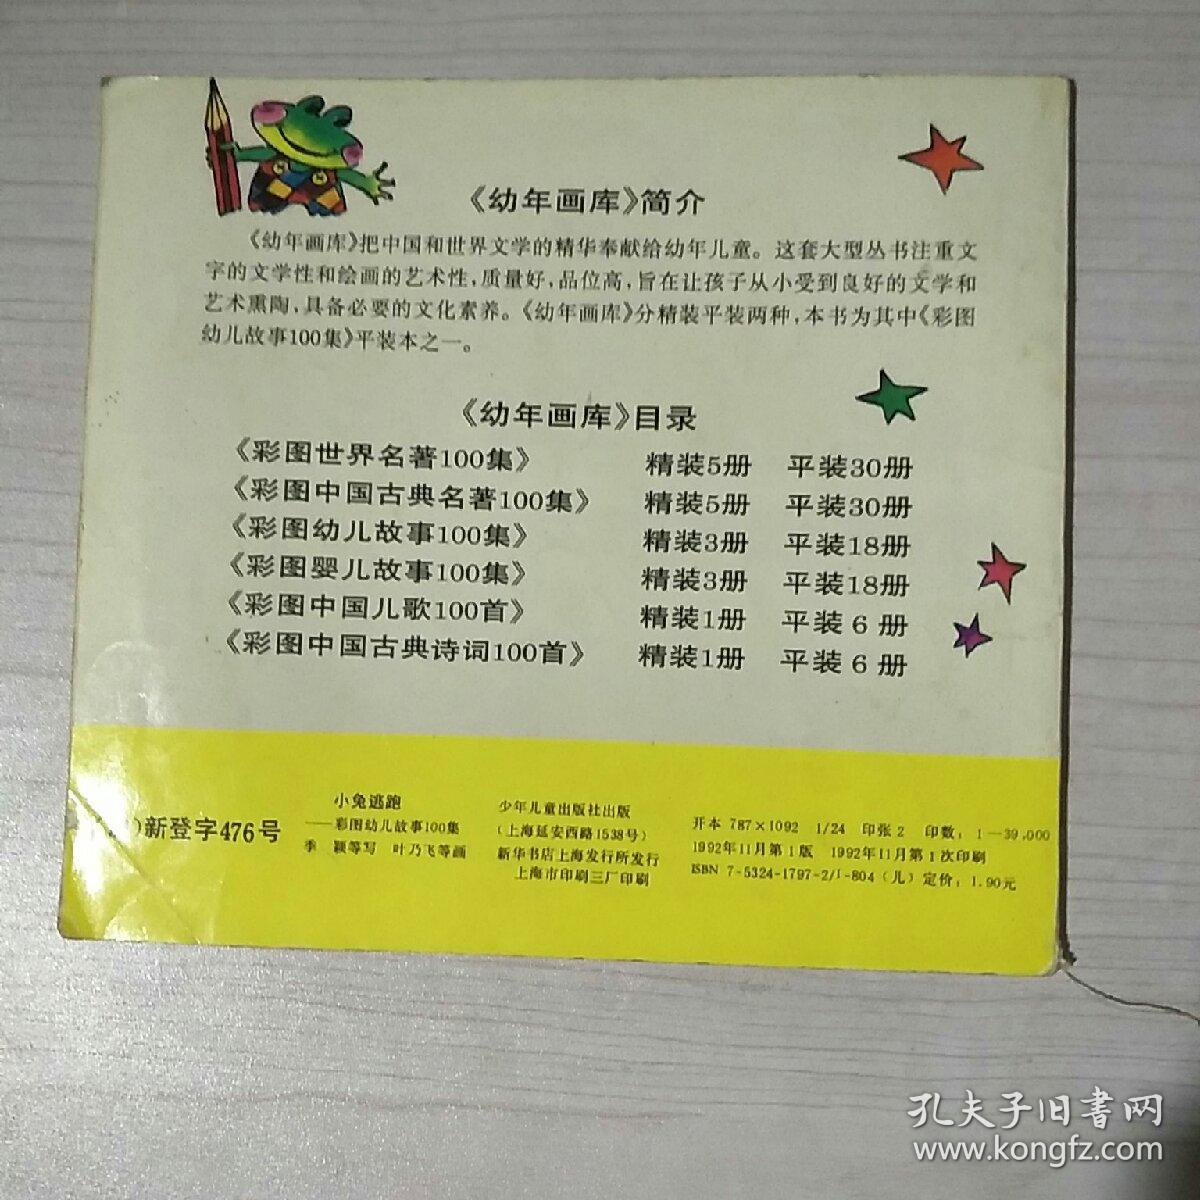 《幼年画库》简介
《幼年画库》把中国和世界文学的精华奉献给幼年儿童。这套大型丛书注重文
字的文学性和绘画的艺术性,质量好,品位高,旨在让孩子从小受到良好的文学和
艺术熏陶,具备必要的文化素养。《幼年画库》分精装平装两种,本书为其中《彩图
幼儿故事100集》平装本之一。
《幼年画库》目录
《彩图世界名著100集》 精装5册 平装30册
《彩图中国古典名著100集》 精装5册 平装30册
《彩图幼儿故事100集》 精装3册 平装18册
《彩图婴儿故事100集》 精装3册 平装18册
《彩图中国儿歌100首》 精装1册 平装6册
《彩图中国古典诗词100首》 精装1册 平装6册
)新登字476号
小兔逃跑
——彩图幼儿故事100集
季 颖等写 叶乃飞等画
少年儿童出版社出版
(上海延安西路1538号)
新华书店上海发行所发行
上海市印刷三厂印刷
开本 787×1092 1/24 印张 2 印数:1—39,000
1992年11月第1版 1992年11月第1次印刷
ISBN 7-5324-1797-2/I·804(儿)定价:1.90元
孔夫子旧书网
www.kongfz.com